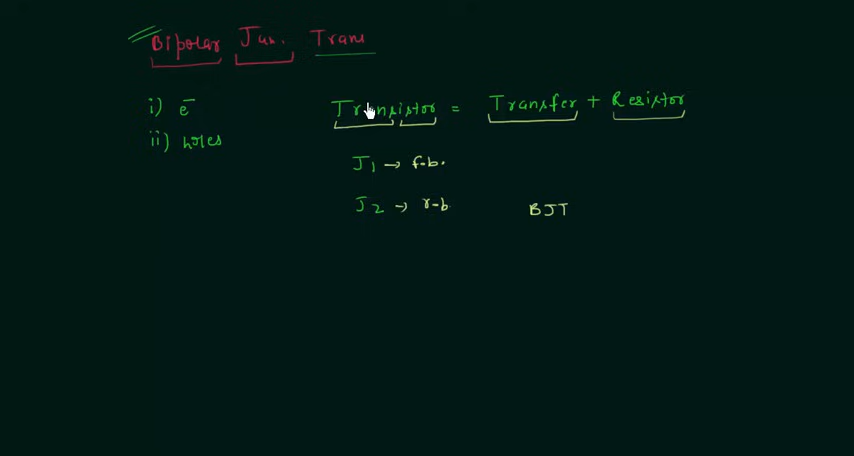 Bipolar Jun. Trans
i) e⁻
Transistor = Transfer + Resistor
ii) holes
J1 → f.b.
J2 → r.b.
BJT